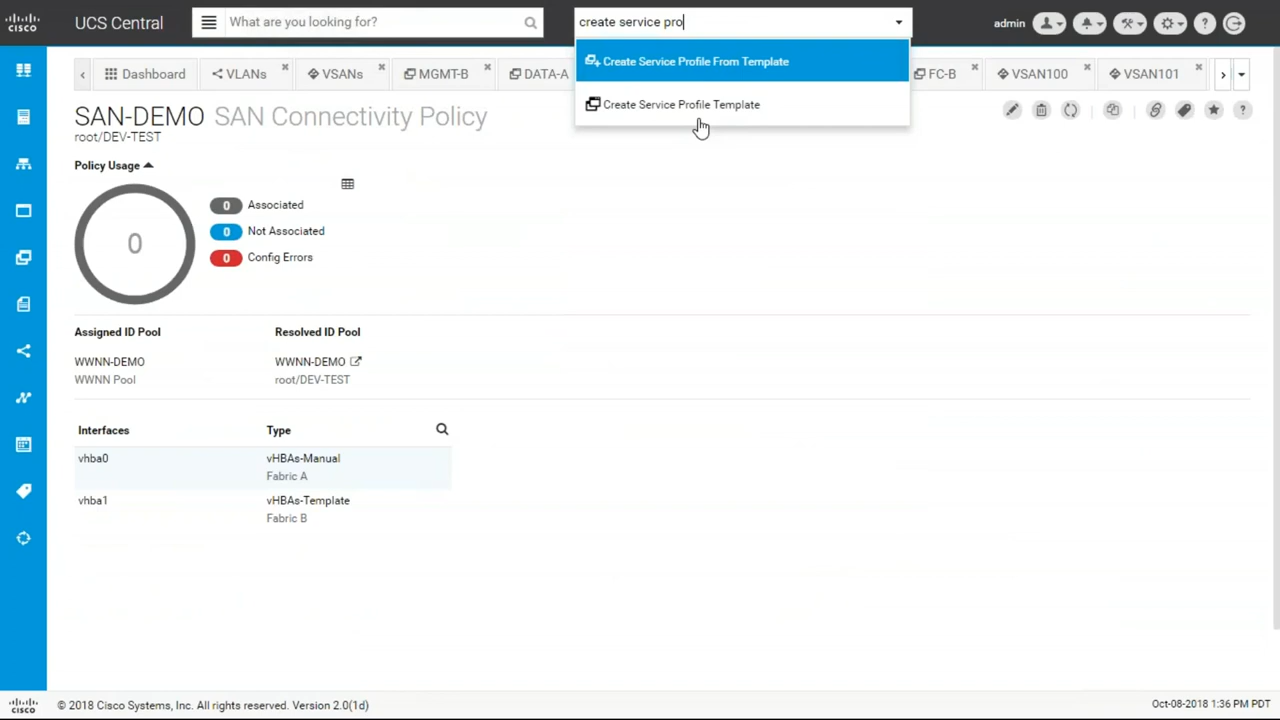 cisco
UCS Central
What are you looking for?
create service pro
admin
Dashboard
VLANs
VSANs
MGMT-B
DATA-A
FC-B
VSAN100
VSAN101
Create Service Profile From Template
Create Service Profile Template
SAN-DEMO SAN Connectivity Policy
root/DEV-TEST
Policy Usage
0
0 Associated
0 Not Associated
0 Config Errors
Assigned ID Pool
Resolved ID Pool
WWNN-DEMO
WWNN-DEMO
WWNN Pool
root/DEV-TEST
Interfaces
Type
vhba0
vHBAs-Manual
Fabric A
vhba1
vHBAs-Template
Fabric B
cisco
© 2018 Cisco Systems, Inc. All rights reserved. Version 2.0(1d)
Oct-08-2018 1:36 PM PDT